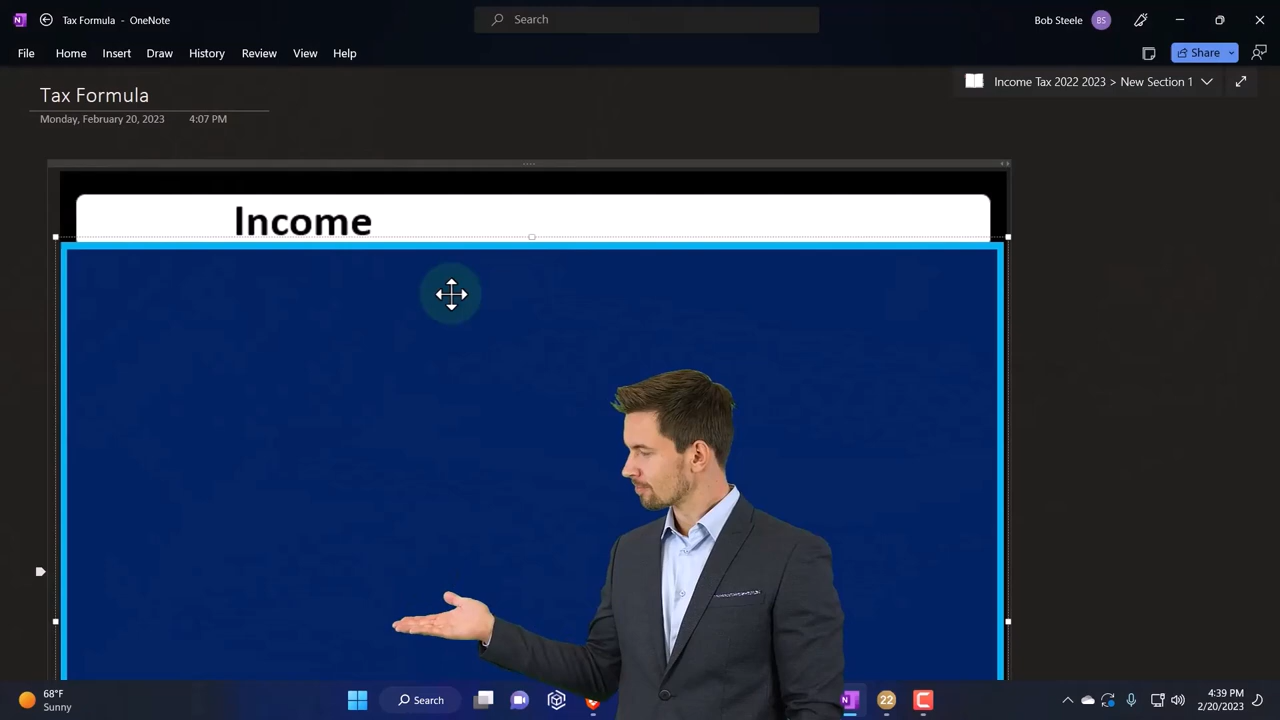 Tax Formula - OneNote
Search
Bob Steele
BS
File
Home
Insert
Draw
History
Review
View
Help
Share
Tax Formula
Income Tax 2022 2023 > New Section 1
Monday, February 20, 2023
4:07 PM
Income
68°F
Sunny
Search
22
4:39 PM
2/20/2023